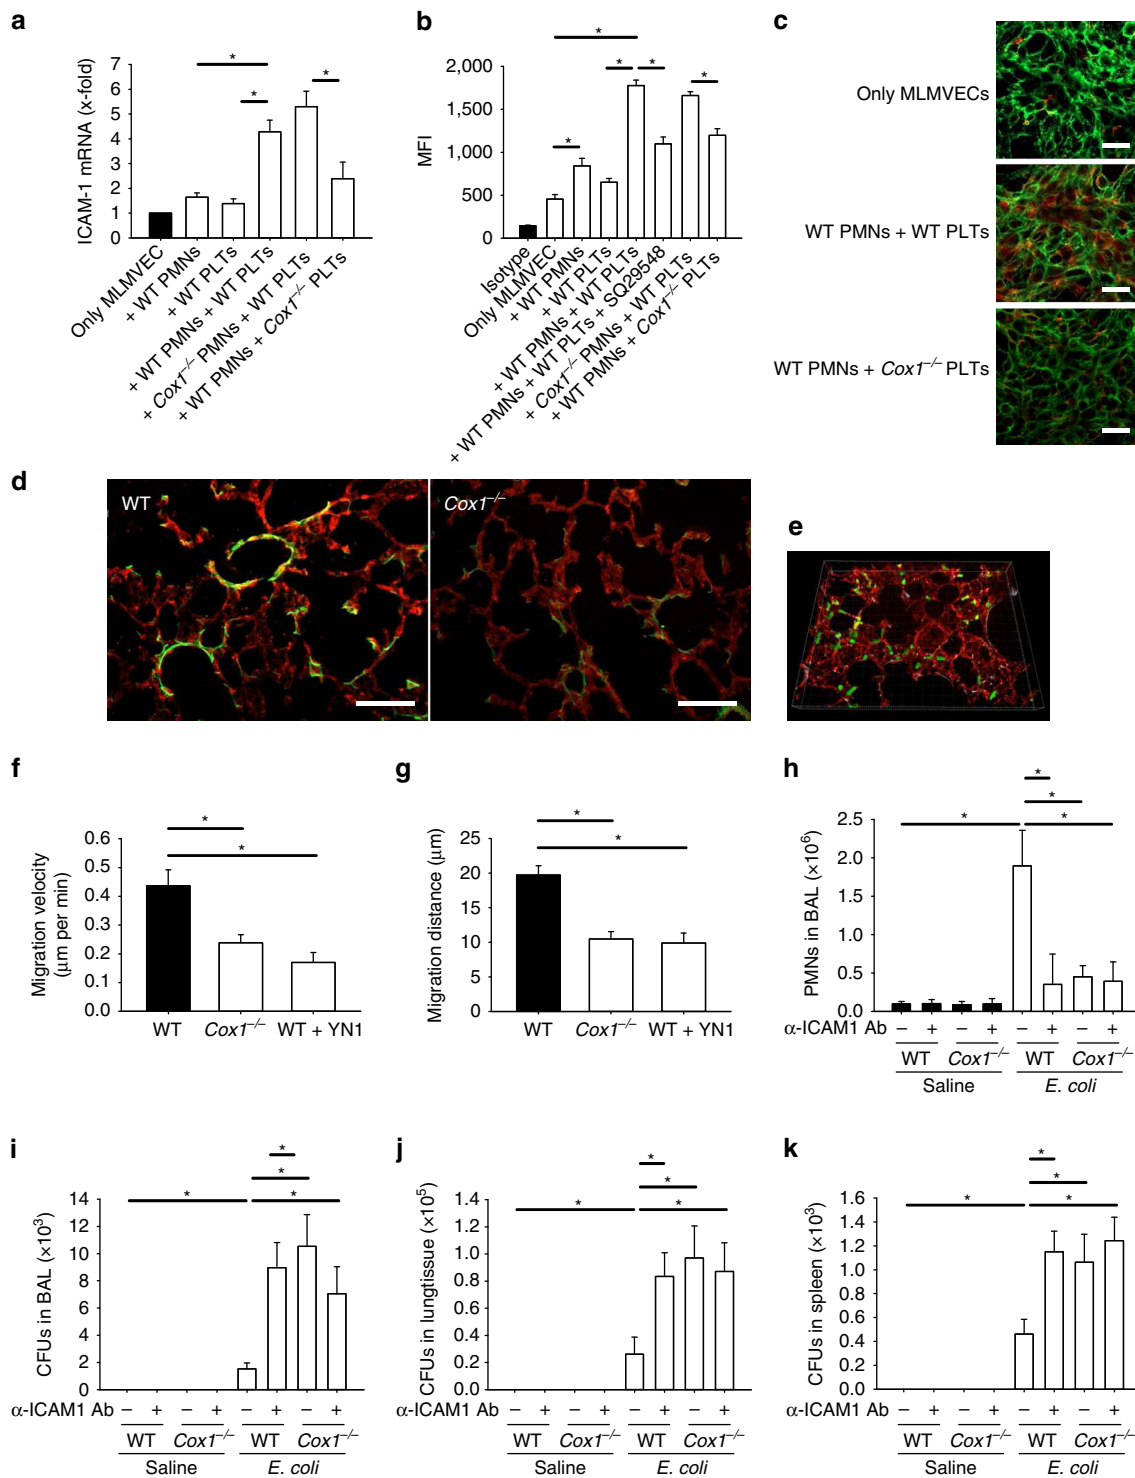 a
ICAM-1 mRNA (x-fold)
7
6
5
4
3
2
1
0
*
*
*
Only MLMVEC
+ WT PMNs
+ WT PLTs
+ WT PMNs + WT PLTs
+ Cox1–/– PMNs + WT PLTs
+ WT PMNs + Cox1–/– PLTs
b
MFI
2,000
1,500
1,000
500
0
*
*
*
*
*
Isotype
Only MLMVEC
+ WT PMNs
+ WT PLTs
+ WT PMNs + WT PLTs
+ WT PMNs + WT PLTs + SQ29548
+ Cox1–/– PMNs + WT PLTs
+ WT PMNs + Cox1–/– PLTs
c
Only MLMVECs
WT PMNs + WT PLTs
WT PMNs + Cox1–/– PLTs
d
WT
Cox1–/–
e
f
Migration velocity
(μm per min)
0.6
0.5
0.4
0.3
0.2
0.1
0.0
*
*
WT Cox1–/– WT + YN1
g
Migration distance (μm)
25
20
15
10
5
0
*
*
WT Cox1–/– WT + YN1
h
PMNs in BAL (×10⁶)
2.5
2.0
1.5
1.0
0.5
0.0
*
*
*
*
α-ICAM1 Ab – + – + – + – +
WT Cox1–/– WT Cox1–/–
Saline E. coli
i
CFUs in BAL (×10³)
14
12
10
8
6
4
2
0
*
*
*
*
α-ICAM1 Ab – + – + – + – +
WT Cox1–/– WT Cox1–/–
Saline E. coli
j
CFUs in lungtissue (×10⁵)
1.4
1.2
1.0
0.8
0.6
0.4
0.2
0.0
*
*
*
*
– + – + – + – +
WT Cox1–/– WT Cox1–/–
Saline E. coli
k
CFUs in spleen (×10³)
1.6
1.4
1.2
1.0
0.8
0.6
0.4
0.2
0.0
*
*
*
*
α-ICAM1 Ab – + – + – + – +
WT Cox1–/– WT Cox1–/–
Saline E. coli